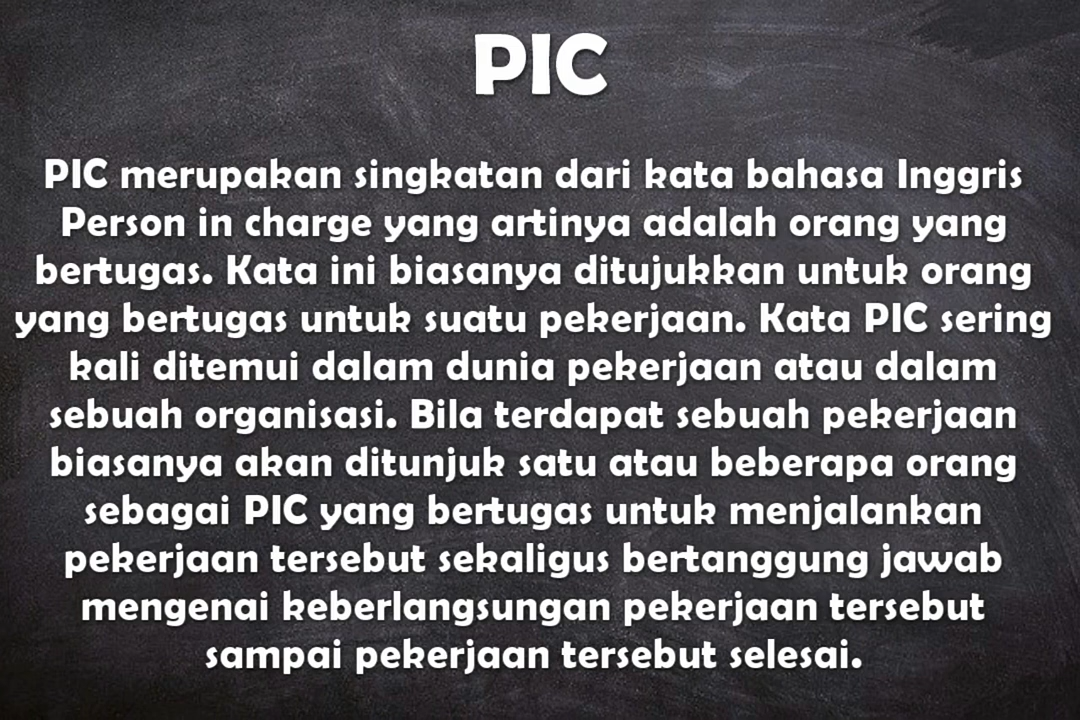 PIC
PIC merupakan singkatan dari kata bahasa Inggris
Person in charge yang artinya adalah orang yang
bertugas. Kata ini biasanya ditujukkan untuk orang
yang bertugas untuk suatu pekerjaan. Kata PIC sering
kali ditemui dalam dunia pekerjaan atau dalam
sebuah organisasi. Bila terdapat sebuah pekerjaan
biasanya akan ditunjuk satu atau beberapa orang
sebagai PIC yang bertugas untuk menjalankan
pekerjaan tersebut sekaligus bertanggung jawab
mengenai keberlangsungan pekerjaan tersebut
sampai pekerjaan tersebut selesai.